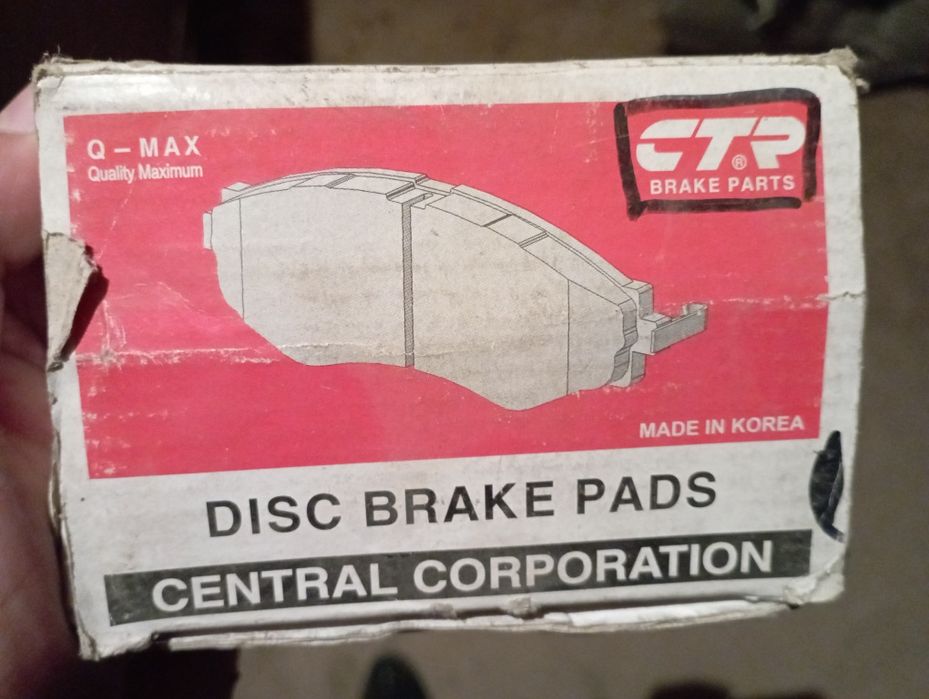 Q – MAX
Quality Maximum
CTR
®
BRAKE PARTS
MADE IN KOREA
DISC BRAKE PADS
CENTRAL CORPORATION